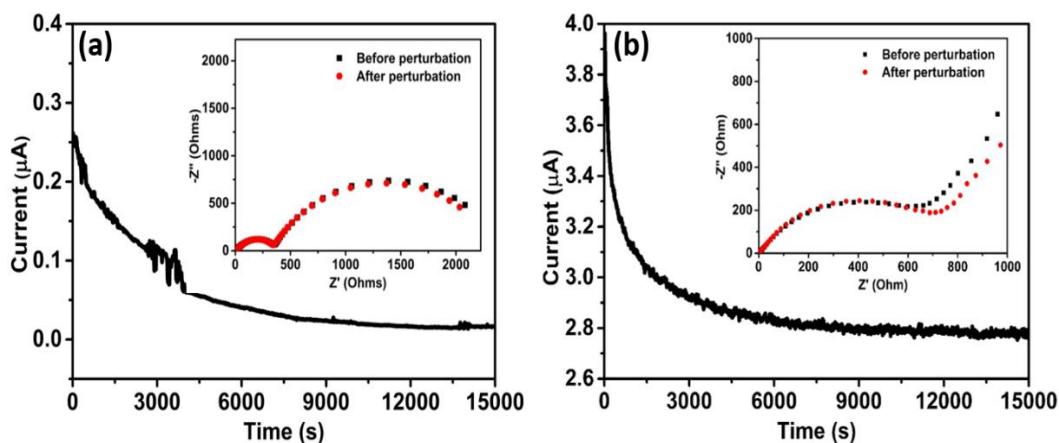 (a)
0.4
0.3
0.2
0.1
0.0
Current (µA)
0
3000
6000
9000
12000
15000
Time (s)
Before perturbation
After perturbation
2000
1500
1000
500
0
-Z'' (Ohms)
0 500 1000 1500 2000
Z' (Ohms)
(b)
4.0
3.8
3.6
3.4
3.2
3.0
2.8
2.6
Current (µA)
0
3000
6000
9000
12000
15000
Time (s)
Before perturbation
After perturbation
1000
800
600
400
200
0
-Z'' (Ohm)
0 200 400 600 800 1000
Z' (Ohm)